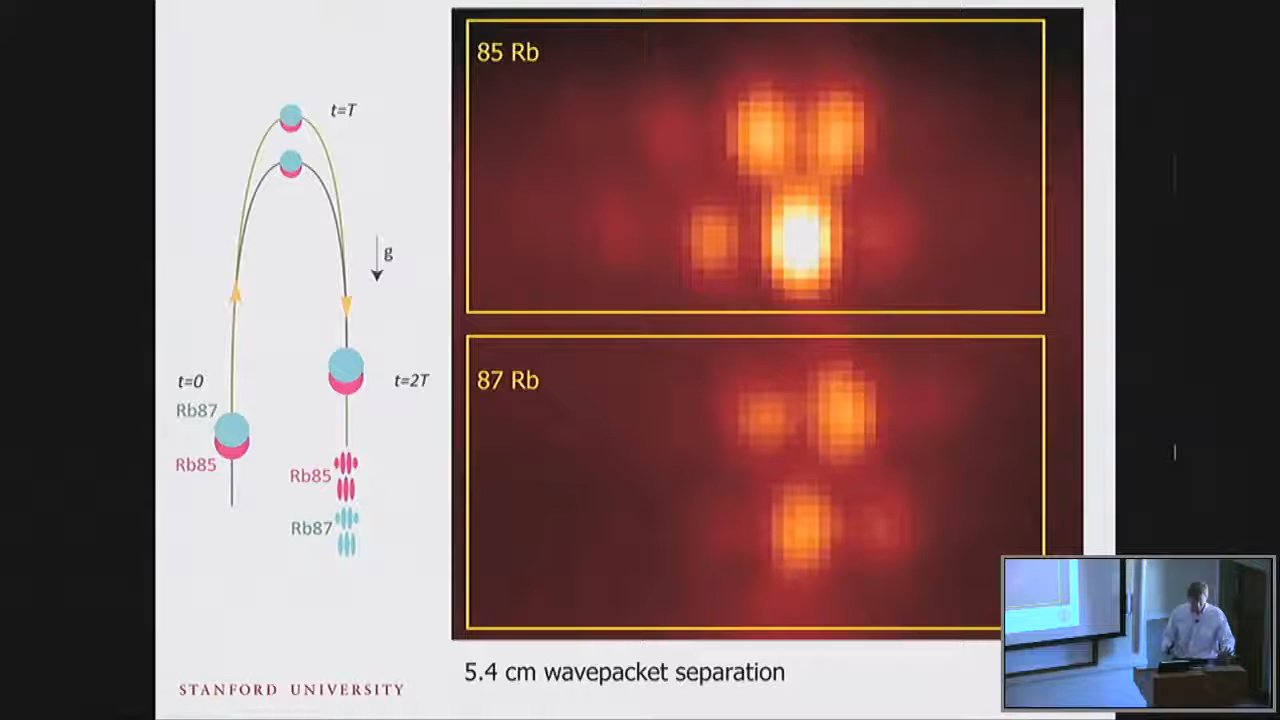 t=T
g
t=0
Rb87
Rb85
t=2T
Rb85
Rb87
STANFORD UNIVERSITY
85 Rb
87 Rb
5.4 cm wavepacket separation